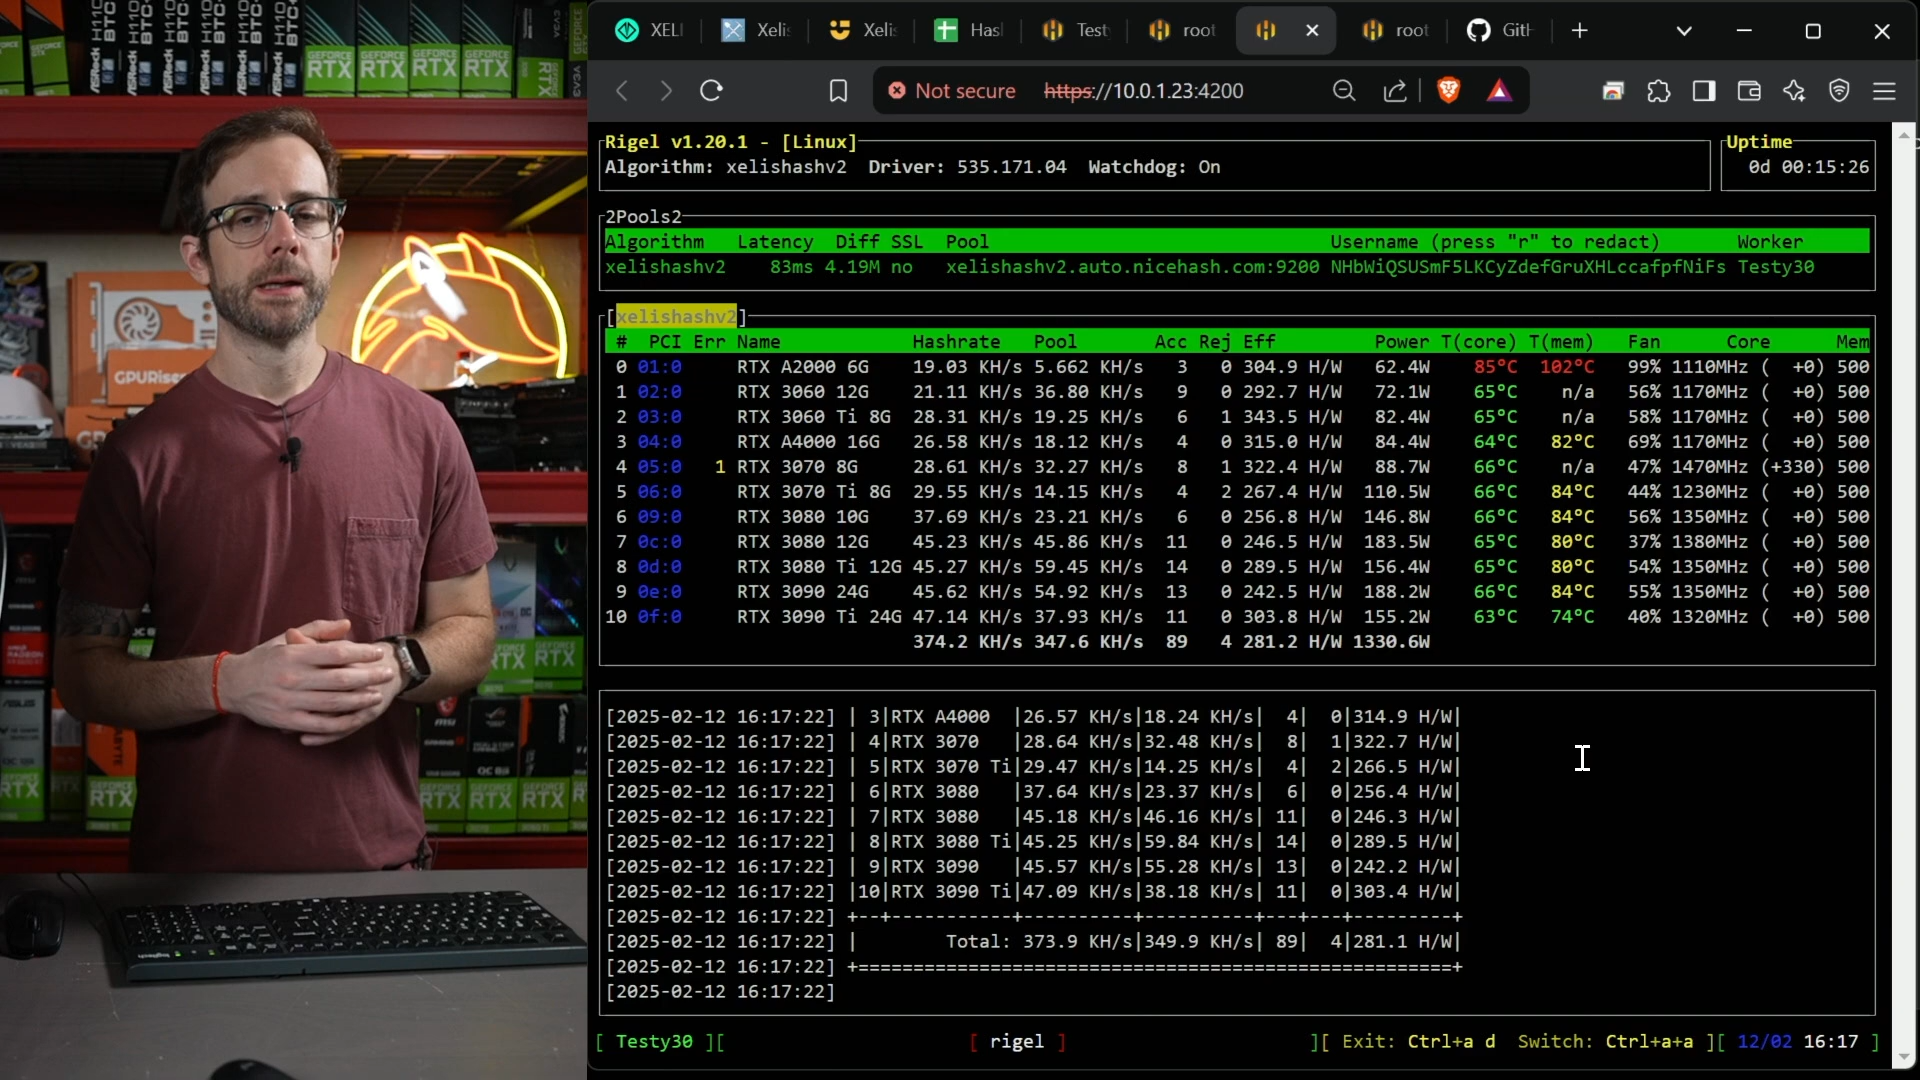 XEL
Xelis
Xelis
Has
Test
root
root
Git
Not secure https://10.0.1.23:4200
Rigel v1.20.1 - [Linux]
Uptime
Algorithm: xelishashv2 Driver: 535.171.04 Watchdog: On
0d 00:15:26
2Pools2
Algorithm Latency Diff SSL Pool Username (press "r" to redact) Worker
xelishashv2 83ms 4.19M no xelishashv2.auto.nicehash.com:9200 NHbWiQSUSmF5LKCyZdefGruXHLccafpfNiFs Testy30
[xelishashv2]
# PCI Err Name Hashrate Pool Acc Rej Eff Power T(core) T(mem) Fan Core Mem
0 01:0 RTX A2000 6G 19.03 KH/s 5.662 KH/s 3 0 304.9 H/W 62.4W 85°C 102°C 99% 1110MHz ( +0) 500
1 02:0 RTX 3060 12G 21.11 KH/s 36.80 KH/s 9 0 292.7 H/W 72.1W 65°C n/a 56% 1170MHz ( +0) 500
2 03:0 RTX 3060 Ti 8G 28.31 KH/s 19.25 KH/s 6 1 343.5 H/W 82.4W 65°C n/a 58% 1170MHz ( +0) 500
3 04:0 RTX A4000 16G 26.58 KH/s 18.12 KH/s 4 0 315.0 H/W 84.4W 64°C 82°C 69% 1170MHz ( +0) 500
4 05:0 1 RTX 3070 8G 28.61 KH/s 32.27 KH/s 8 1 322.4 H/W 88.7W 66°C n/a 47% 1470MHz (+330) 500
5 06:0 RTX 3070 Ti 8G 29.55 KH/s 14.15 KH/s 4 2 267.4 H/W 110.5W 66°C 84°C 44% 1230MHz ( +0) 500
6 09:0 RTX 3080 10G 37.69 KH/s 23.21 KH/s 6 0 256.8 H/W 146.8W 66°C 84°C 56% 1350MHz ( +0) 500
7 0c:0 RTX 3080 12G 45.23 KH/s 45.86 KH/s 11 0 246.5 H/W 183.5W 65°C 80°C 37% 1380MHz ( +0) 500
8 0d:0 RTX 3080 Ti 12G 45.27 KH/s 59.45 KH/s 14 0 289.5 H/W 156.4W 65°C 80°C 54% 1350MHz ( +0) 500
9 0e:0 RTX 3090 24G 45.62 KH/s 54.92 KH/s 13 0 242.5 H/W 188.2W 66°C 84°C 55% 1350MHz ( +0) 500
10 0f:0 RTX 3090 Ti 24G 47.14 KH/s 37.93 KH/s 11 0 303.8 H/W 155.2W 63°C 74°C 40% 1320MHz ( +0) 500
374.2 KH/s 347.6 KH/s 89 4 281.2 H/W 1330.6W
[2025-02-12 16:17:22] | 3|RTX A4000 |26.57 KH/s|18.24 KH/s| 4| 0|314.9 H/W|
[2025-02-12 16:17:22] | 4|RTX 3070 |28.64 KH/s|32.48 KH/s| 8| 1|322.7 H/W|
[2025-02-12 16:17:22] | 5|RTX 3070 Ti|29.47 KH/s|14.25 KH/s| 4| 2|266.5 H/W|
[2025-02-12 16:17:22] | 6|RTX 3080 |37.64 KH/s|23.37 KH/s| 6| 0|256.4 H/W|
[2025-02-12 16:17:22] | 7|RTX 3080 |45.18 KH/s|46.16 KH/s| 11| 0|246.3 H/W|
[2025-02-12 16:17:22] | 8|RTX 3080 Ti|45.25 KH/s|59.84 KH/s| 14| 0|289.5 H/W|
[2025-02-12 16:17:22] | 9|RTX 3090 |45.57 KH/s|55.28 KH/s| 13| 0|242.2 H/W|
[2025-02-12 16:17:22] |10|RTX 3090 Ti|47.09 KH/s|38.18 KH/s| 11| 0|303.4 H/W|
[2025-02-12 16:17:22] +--+-----------+----------+----------+---+---+---------+
[2025-02-12 16:17:22] | Total: 373.9 KH/s|349.9 KH/s| 89| 4|281.1 H/W|
[2025-02-12 16:17:22] +=======================================================+
[2025-02-12 16:17:22]
[ Testy30 ][ [ rigel ] ][ Exit: Ctrl+a d Switch: Ctrl+a+a ][ 12/02 16:17 ]
H10 BTC+
ASRock
GEFORCE RTX
GEFORCE RTX
GEFORCE RTX
GEFORCE RTX
GPURise
RTX
RTX
RTX
RTX
RTX
RTX
logitech